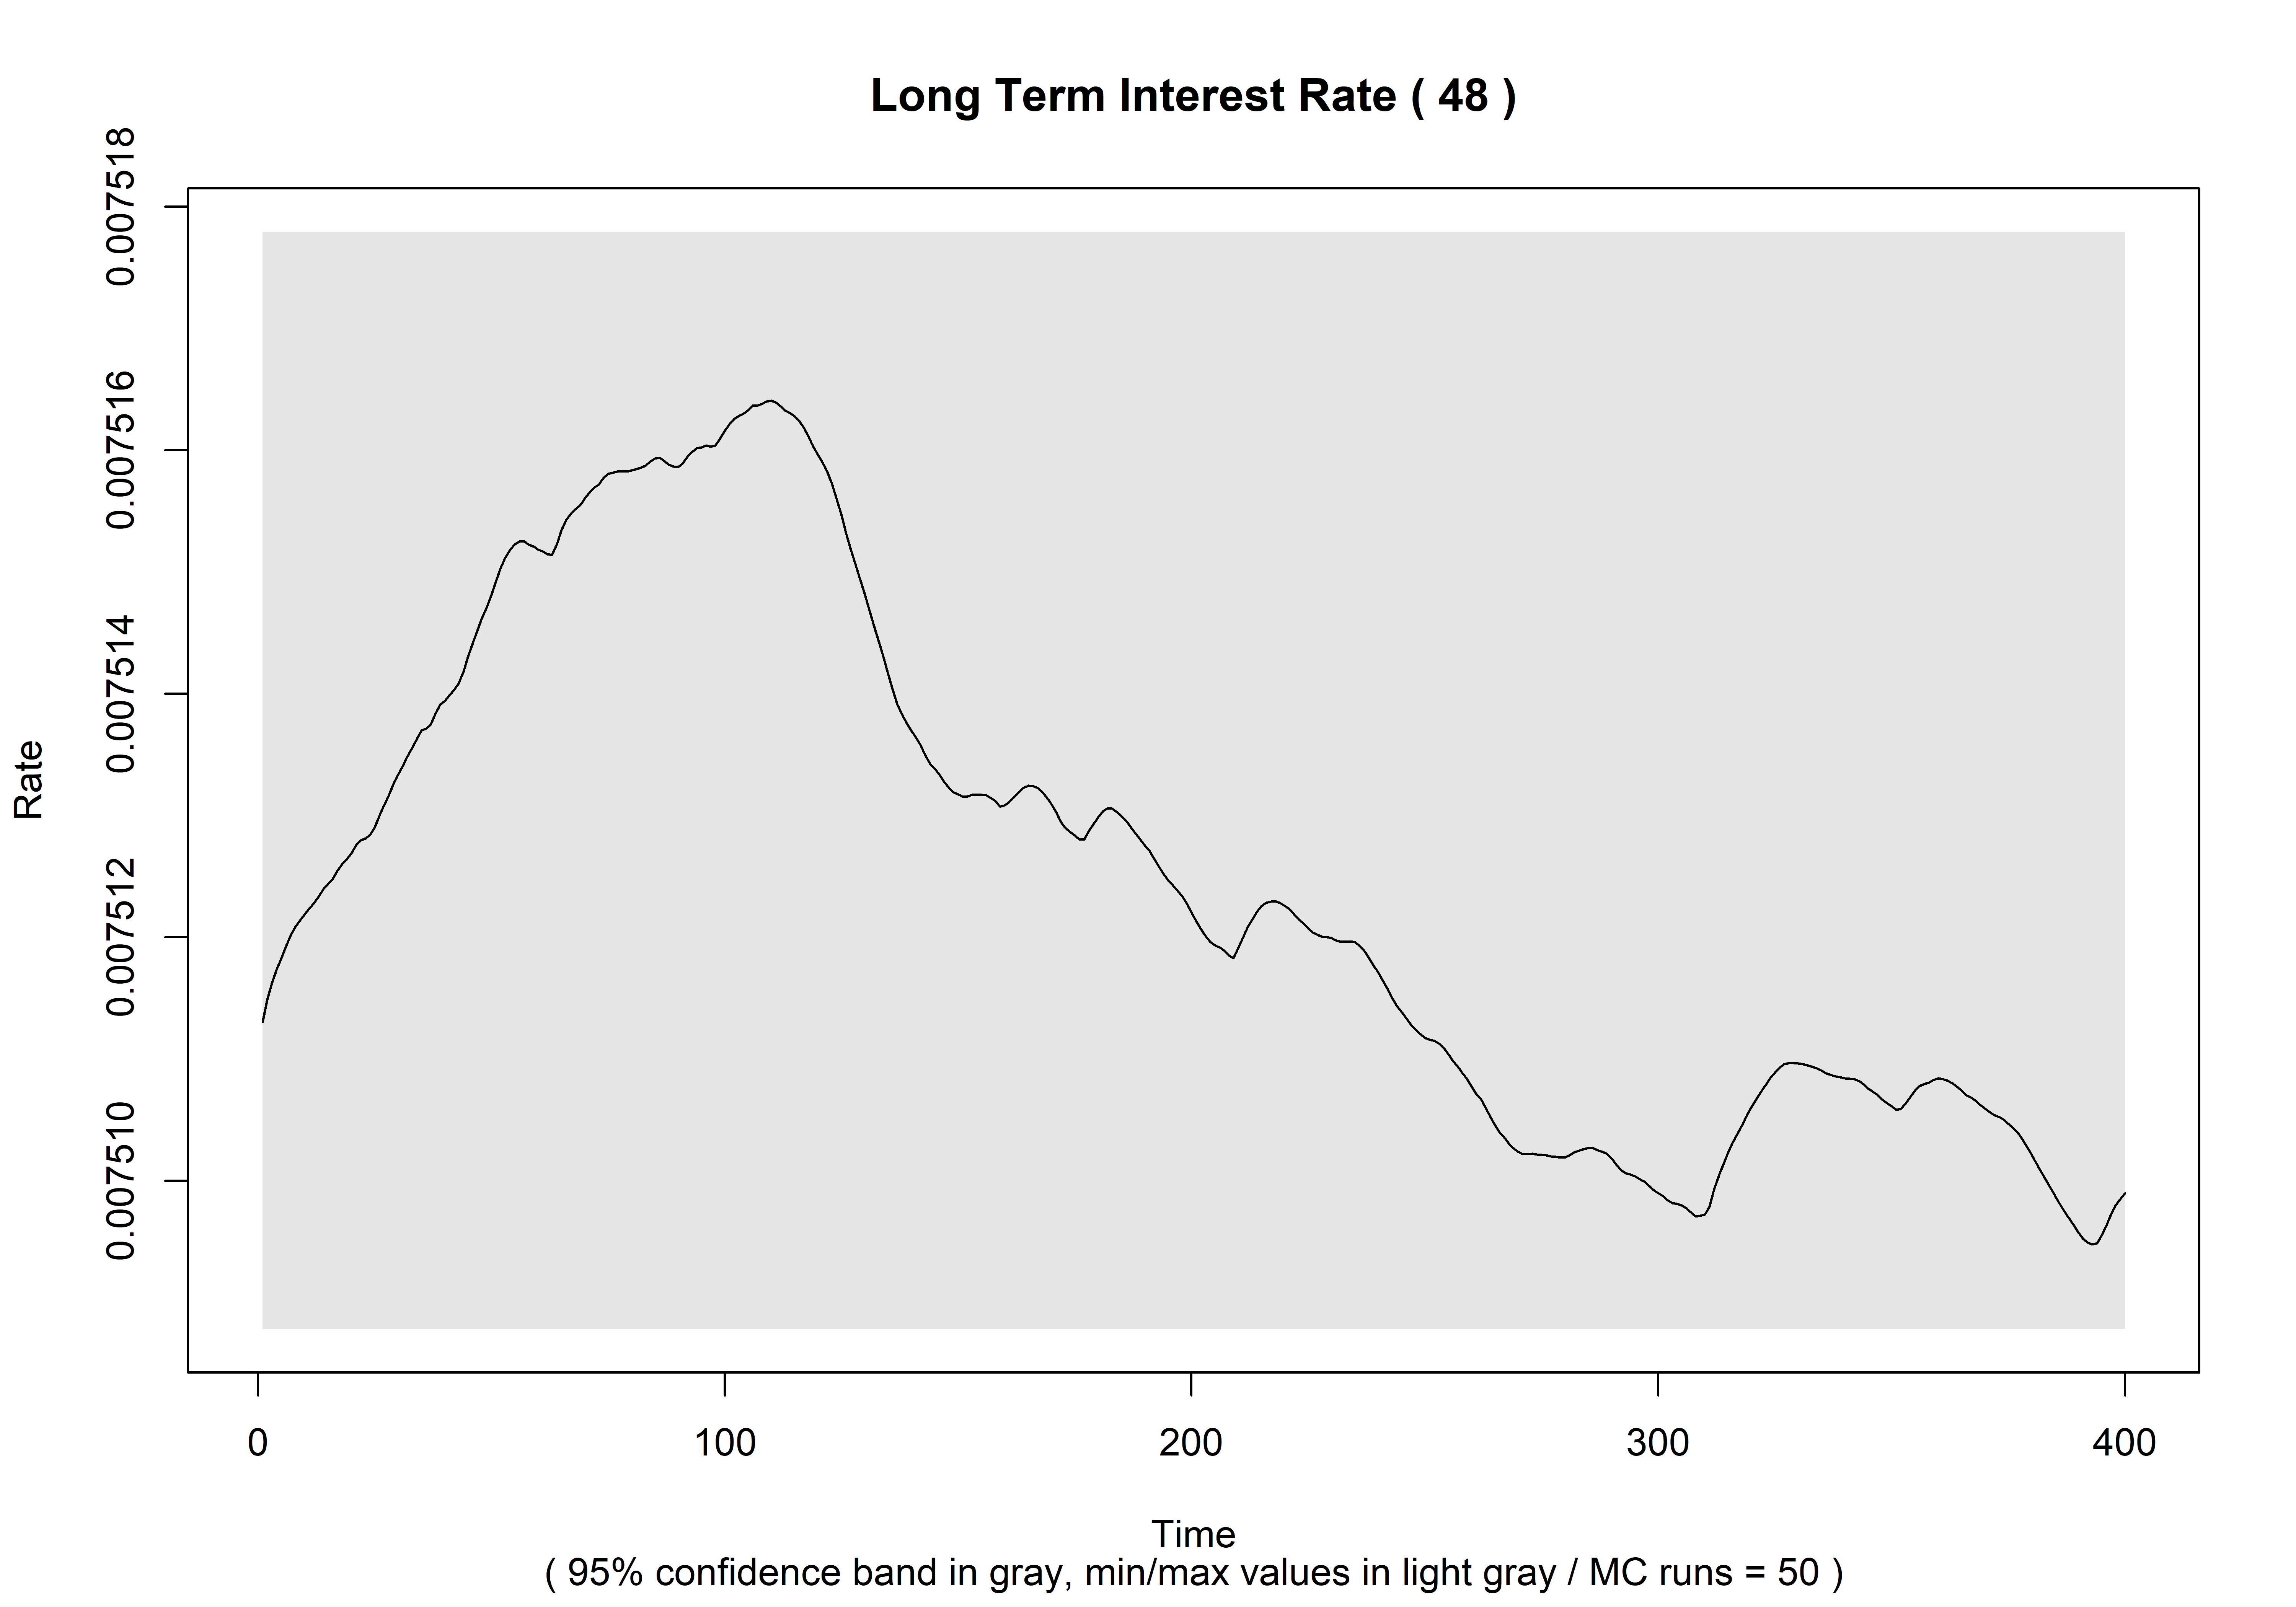 Long Term Interest Rate ( 48 )
0.007518
0.007516
0.007514
0.007512
0.007510
Rate
0 100 200 300 400
Time
( 95% confidence band in gray, min/max values in light gray / MC runs = 50 )